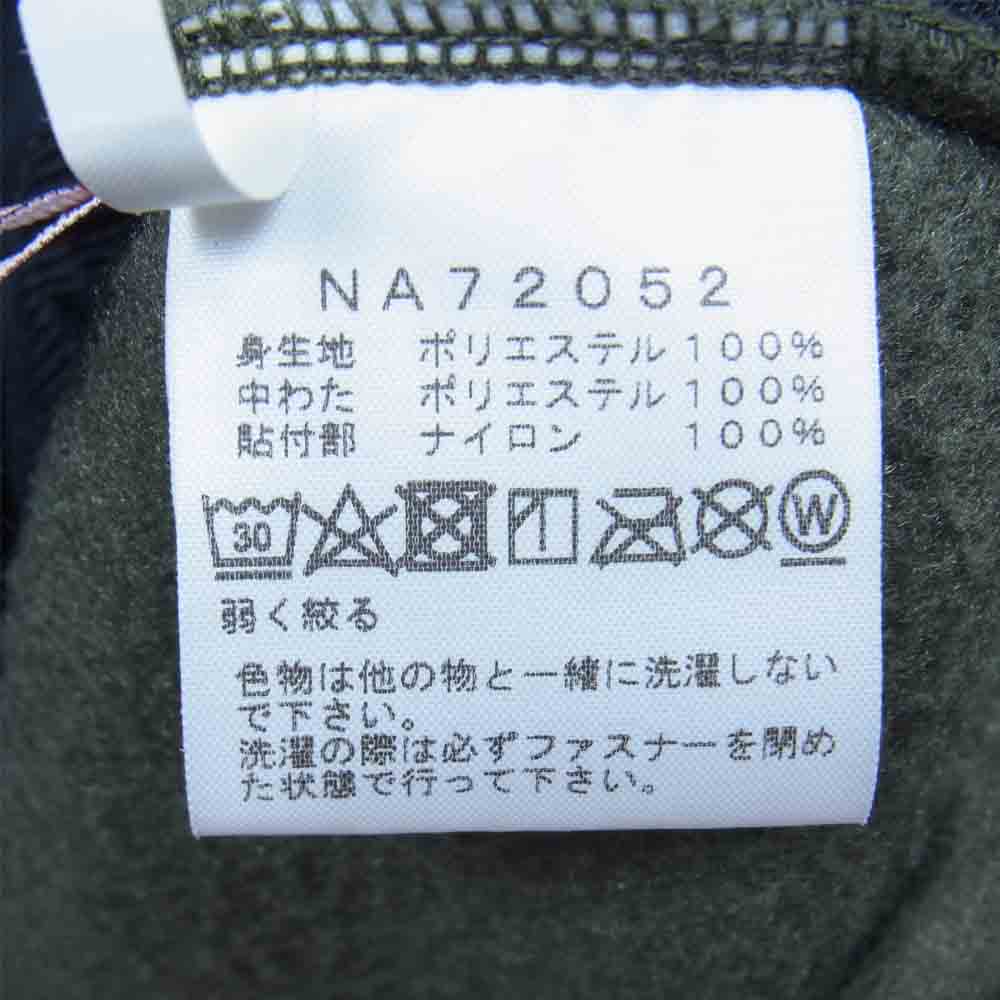 NA72052
身生地 ポリエステル100%
中わた ポリエステル100%
貼付部 ナイロン 100%
30 W
弱く絞る
色物は他の物と一緒に洗濯しない
で下さい。
洗濯の際は必ずファスナーを閉め
た状態で行って下さい。